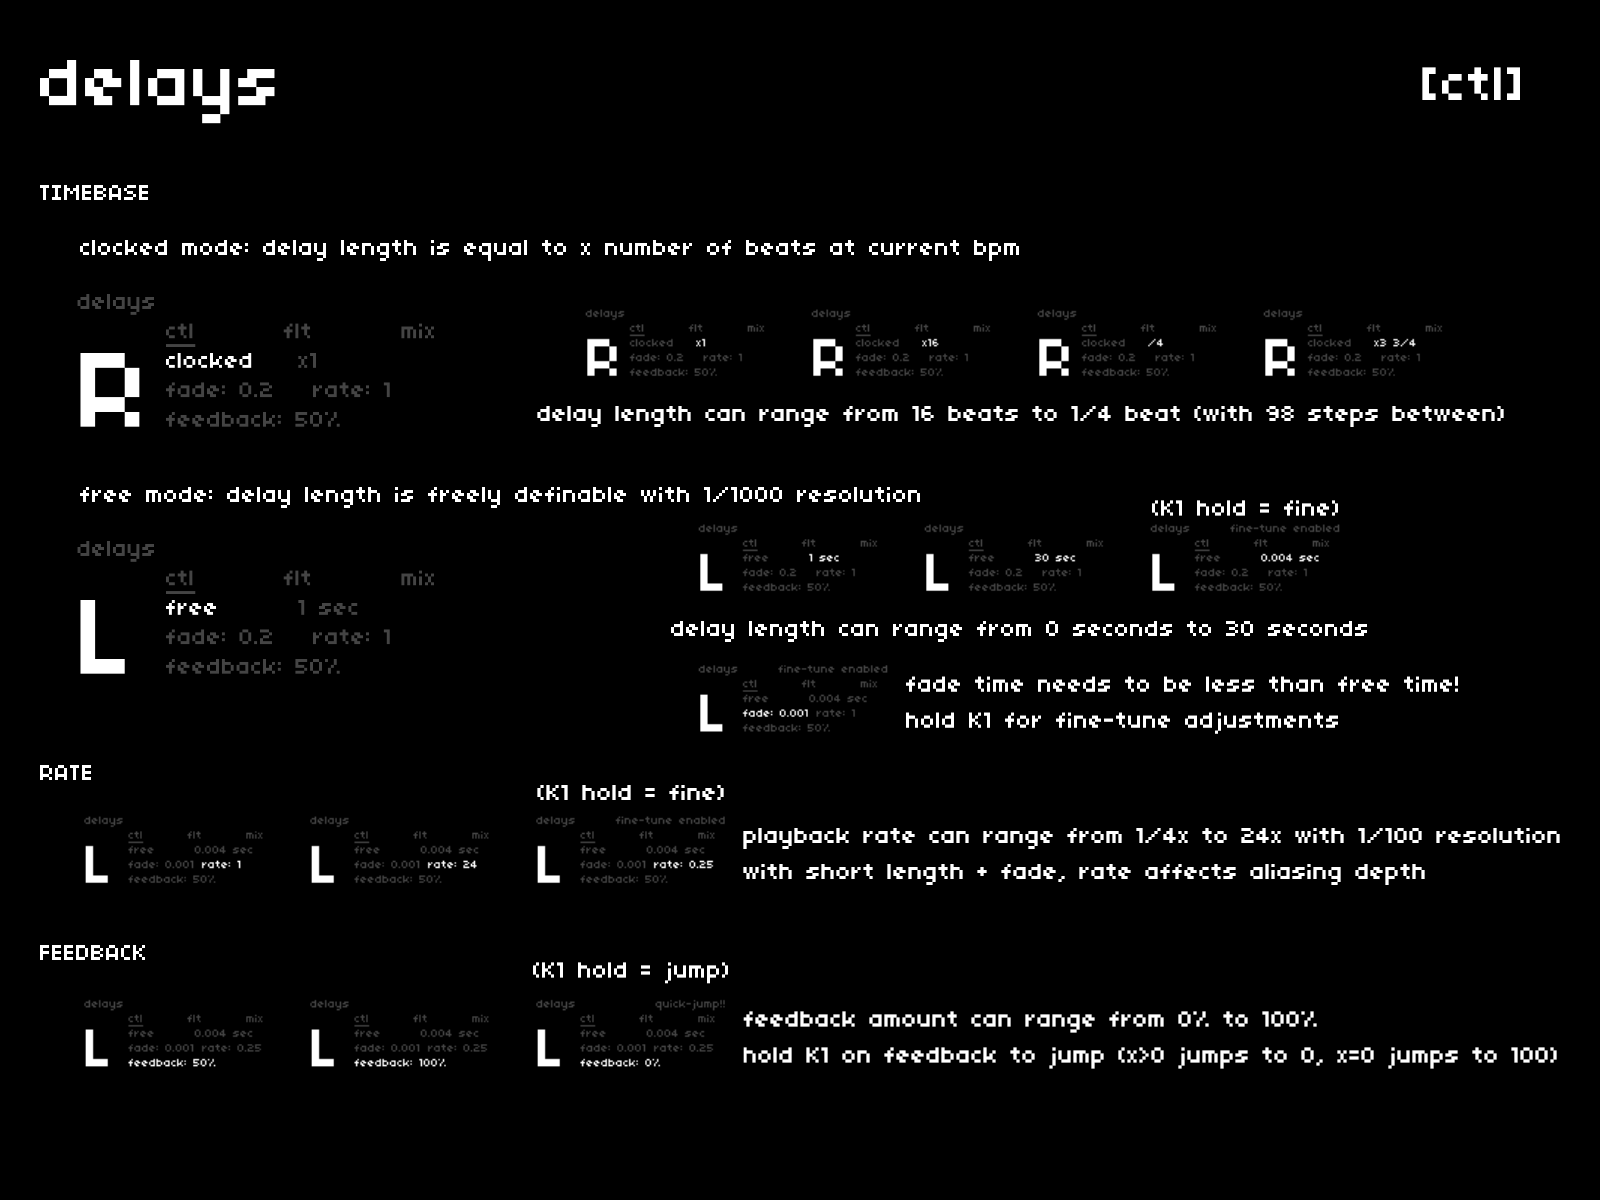 delays [ctl]
TIMEBASE
clocked mode: delay length is equal to x number of beats at current bpm
delays
ctl flt mix
R
clocked x1
fade: 0.2 rate: 1
feedback: 50%
delays
ctl flt mix
R
clocked x1
fade: 0.2 rate: 1
feedback: 50%
delays
ctl flt mix
R
clocked x16
fade: 0.2 rate: 1
feedback: 50%
delays
ctl flt mix
R
clocked /4
fade: 0.2 rate: 1
feedback: 50%
delays
ctl flt mix
R
clocked x3 3/4
fade: 0.2 rate: 1
feedback: 50%
delay length can range from 16 beats to 1/4 beat (with 98 steps between)
free mode: delay length is freely definable with 1/1000 resolution
delays
ctl flt mix
L
free 1 sec
fade: 0.2 rate: 1
feedback: 50%
delays
ctl flt mix
L
free 1 sec
fade: 0.2 rate: 1
feedback: 50%
delays
ctl flt mix
L
free 30 sec
fade: 0.2 rate: 1
feedback: 50%
(K1 hold = fine)
delays fine-tune enabled
ctl flt mix
L
free 0.004 sec
fade: 0.2 rate: 1
feedback: 50%
delay length can range from 0 seconds to 30 seconds
delays fine-tune enabled
ctl flt mix
L
free 0.004 sec
fade: 0.001 rate: 1
feedback: 50%
fade time needs to be less than free time!
hold K1 for fine-tune adjustments
RATE
delays
ctl flt mix
L
free 0.004 sec
fade: 0.001 rate: 1
feedback: 50%
delays
ctl flt mix
L
free 0.004 sec
fade: 0.001 rate: 24
feedback: 50%
(K1 hold = fine)
delays fine-tune enabled
ctl flt mix
L
free 0.004 sec
fade: 0.001 rate: 0.25
feedback: 50%
playback rate can range from 1/4x to 24x with 1/100 resolution
with short length + fade, rate affects aliasing depth
FEEDBACK
delays
ctl flt mix
L
free 0.004 sec
fade: 0.001 rate: 0.25
feedback: 50%
delays
ctl flt mix
L
free 0.004 sec
fade: 0.001 rate: 0.25
feedback: 100%
(K1 hold = jump)
delays quick-jump!!
ctl flt mix
L
free 0.004 sec
fade: 0.001 rate: 0.25
feedback: 0%
feedback amount can range from 0% to 100%
hold K1 on feedback to jump (x>0 jumps to 0, x=0 jumps to 100)